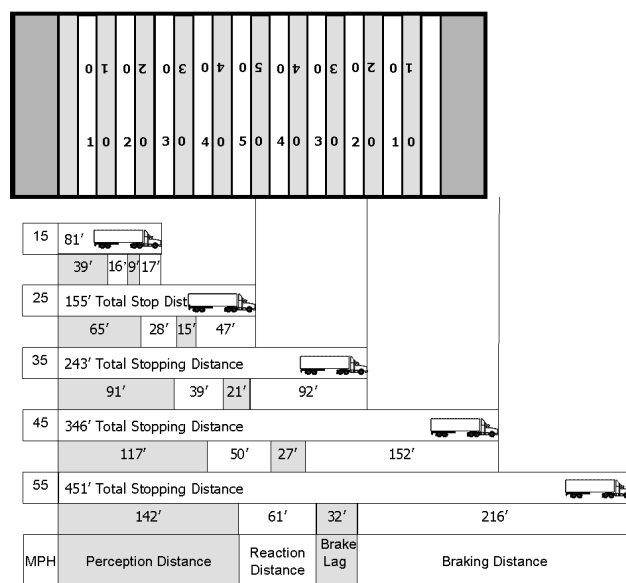 0 1 0 2 0 3 0 4 0 5 0 4 0 3 0 2 0 1
1 0 2 0 3 0 4 0 5 0 4 0 3 0 2 0 1 0
15 81′
39′ 16′ 9′ 17′
25 155′ Total Stop Dist
65′ 28′ 15′ 47′
35 243′ Total Stopping Distance
91′ 39′ 21′ 92′
45 346′ Total Stopping Distance
117′ 50′ 27′ 152′
55 451′ Total Stopping Distance
142′ 61′ 32′ 216′
MPH Perception Distance Reaction Distance Brake Lag Braking Distance